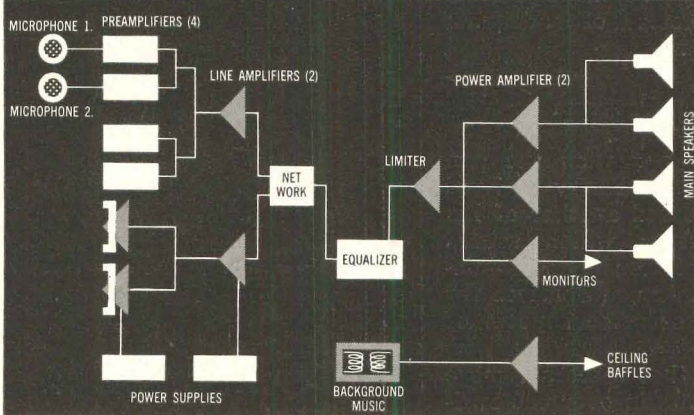 MICROPHONE 1.
PREAMPLIFIERS (4)
MICROPHONE 2.
LINE AMPLIFIERS (2)
NET
WORK
EQUALIZER
LIMITER
POWER AMPLIFIER (2)
MAIN SPEAKERS
MONITORS
POWER SUPPLIES
BACKGROUND
MUSIC
CEILING
BAFFLES